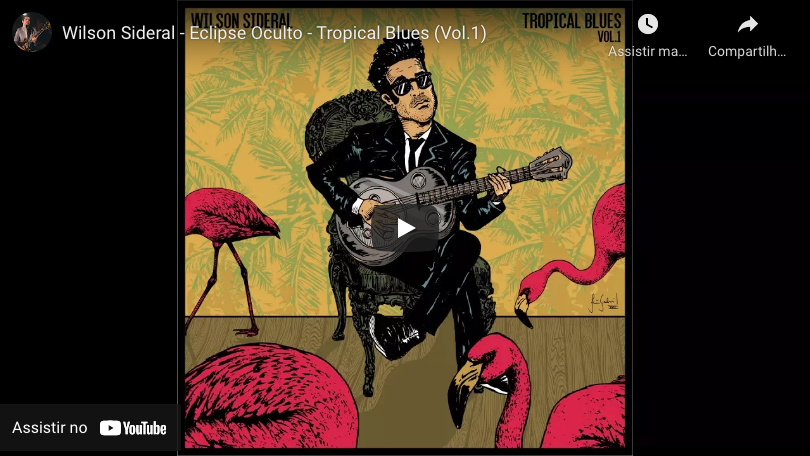 WILSON SIDERAL
TROPICAL BLUES
VOL.1
Wilson Sideral - Eclipse Oculto - Tropical Blues (Vol.1)
Assistir ma...
Compartilh...
Assistir no YouTube